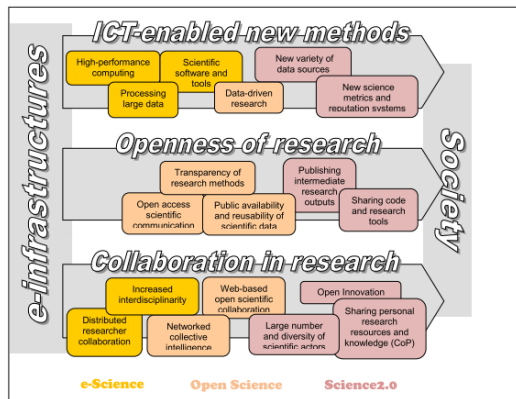 ICT-enabled new methods
High-performance
computing
Scientific
software and
tools
New variety of
data sources
Processing
large data
Data-driven
research
New science
metrics and
reputation systems
e-infrastructures
Society
Openness of research
Transparency of
research methods
Publishing
intermediate
research
outputs
Open access
scientific
communication
Public availability
and reusability of
scientific data
Sharing code
and research
tools
Collaboration in research
Increased
interdisciplinarity
Web-based
open scientific
collaboration
Open Innovation
Distributed
researcher
collaboration
Networked
collective
intelligence
Large number
and diversity of
scientific actors
Sharing personal
research
resources and
knowledge (CoP)
e-Science
Open Science
Science2.0